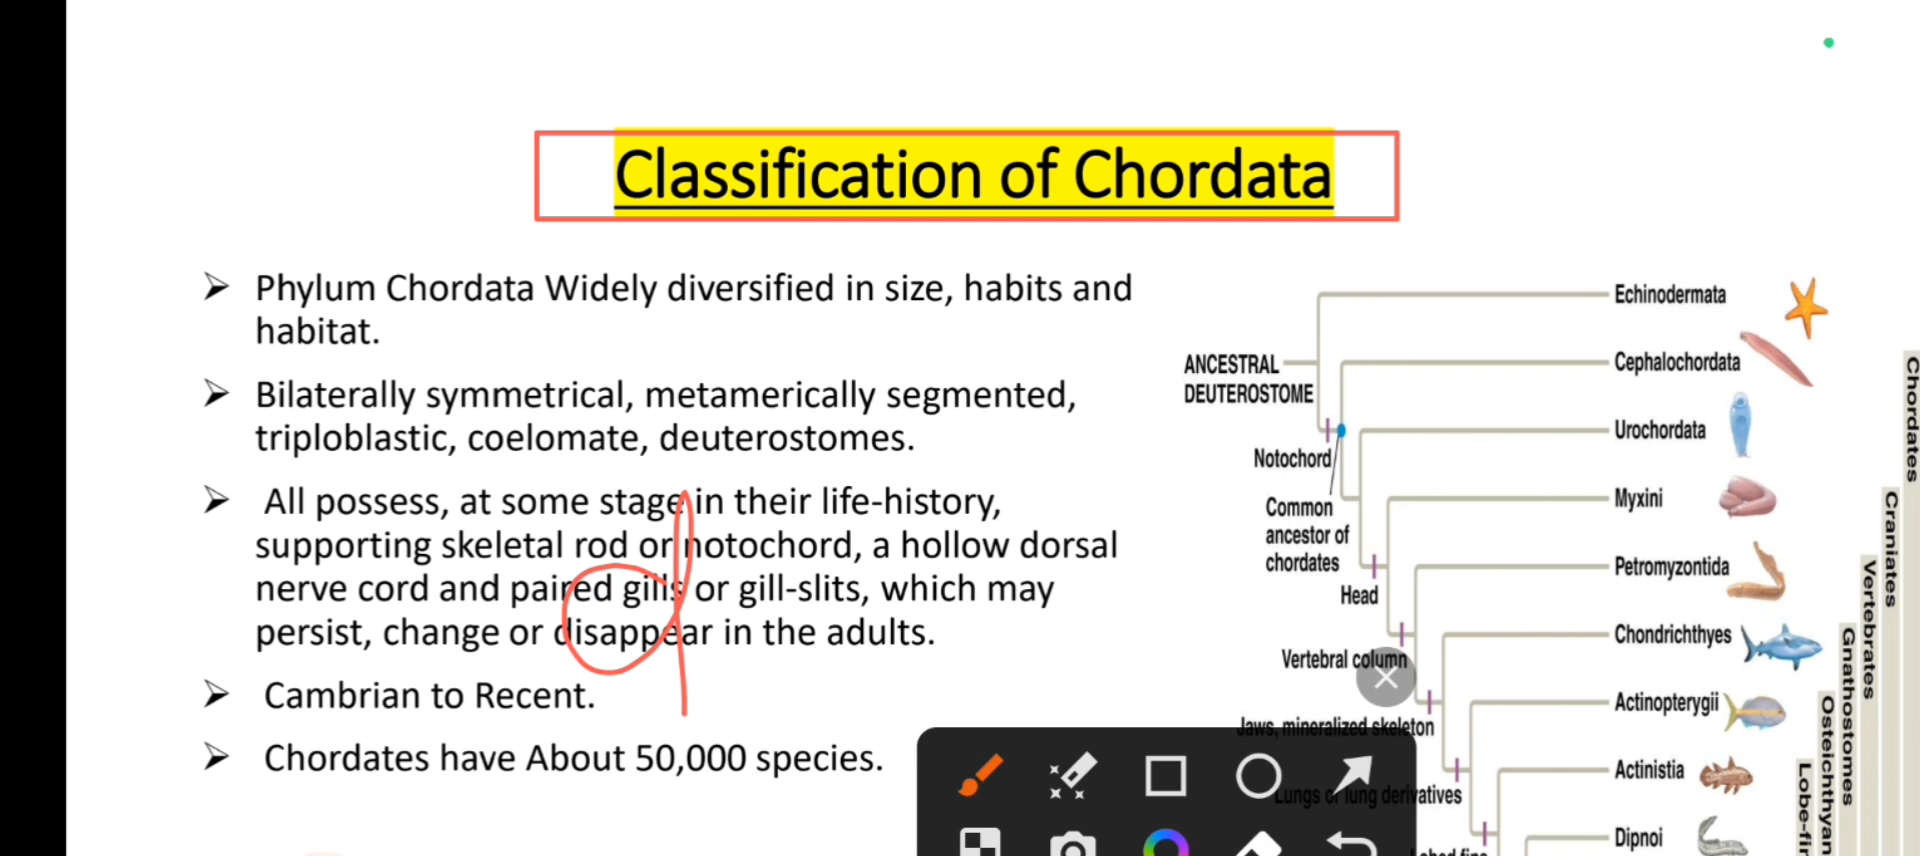 Classification of Chordata
➢ Phylum Chordata Widely diversified in size, habits and
habitat.
➢ Bilaterally symmetrical, metamerically segmented,
triploblastic, coelomate, deuterostomes.
➢ All possess, at some stage in their life-history,
supporting skeletal rod or notochord, a hollow dorsal
nerve cord and paired gills or gill-slits, which may
persist, change or disappear in the adults.
➢ Cambrian to Recent.
➢ Chordates have About 50,000 species.
Echinodermata
ANCESTRAL
DEUTEROSTOME
Cephalochordata
Urochordata
Notochord
Common
ancestor of
chordates
Myxini
Head
Petromyzontida
Vertebral column
Chondrichthyes
Jaws, mineralized skeleton
Actinopterygii
Lungs or lung derivatives
Actinistia
Dipnoi
Chordates
Craniates
Vertebrates
Gnathostomes
Osteichthyan
Lobe-fin